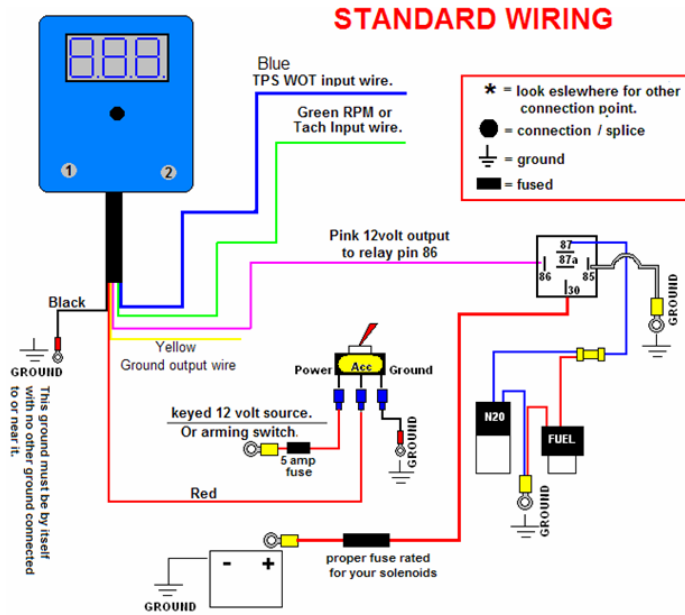 STANDARD WIRING
888
1
2
Blue
TPS WOT input wire.
Green RPM or
Tach Input wire.
* = look eslewhere for other
connection point.
= connection / splice
= ground
= fused
Pink 12volt output
to relay pin 86
87
87a
86
85
30
GROUND
Black
GROUND
This ground must be by itself
with no other ground connected
to or near it.
Yellow
Ground output wire
Power
Acc
Ground
keyed 12 volt source.
Or arming switch.
5 amp
fuse
GROUND
Red
N20
FUEL
GROUND
- +
proper fuse rated
for your solenoids
GROUND